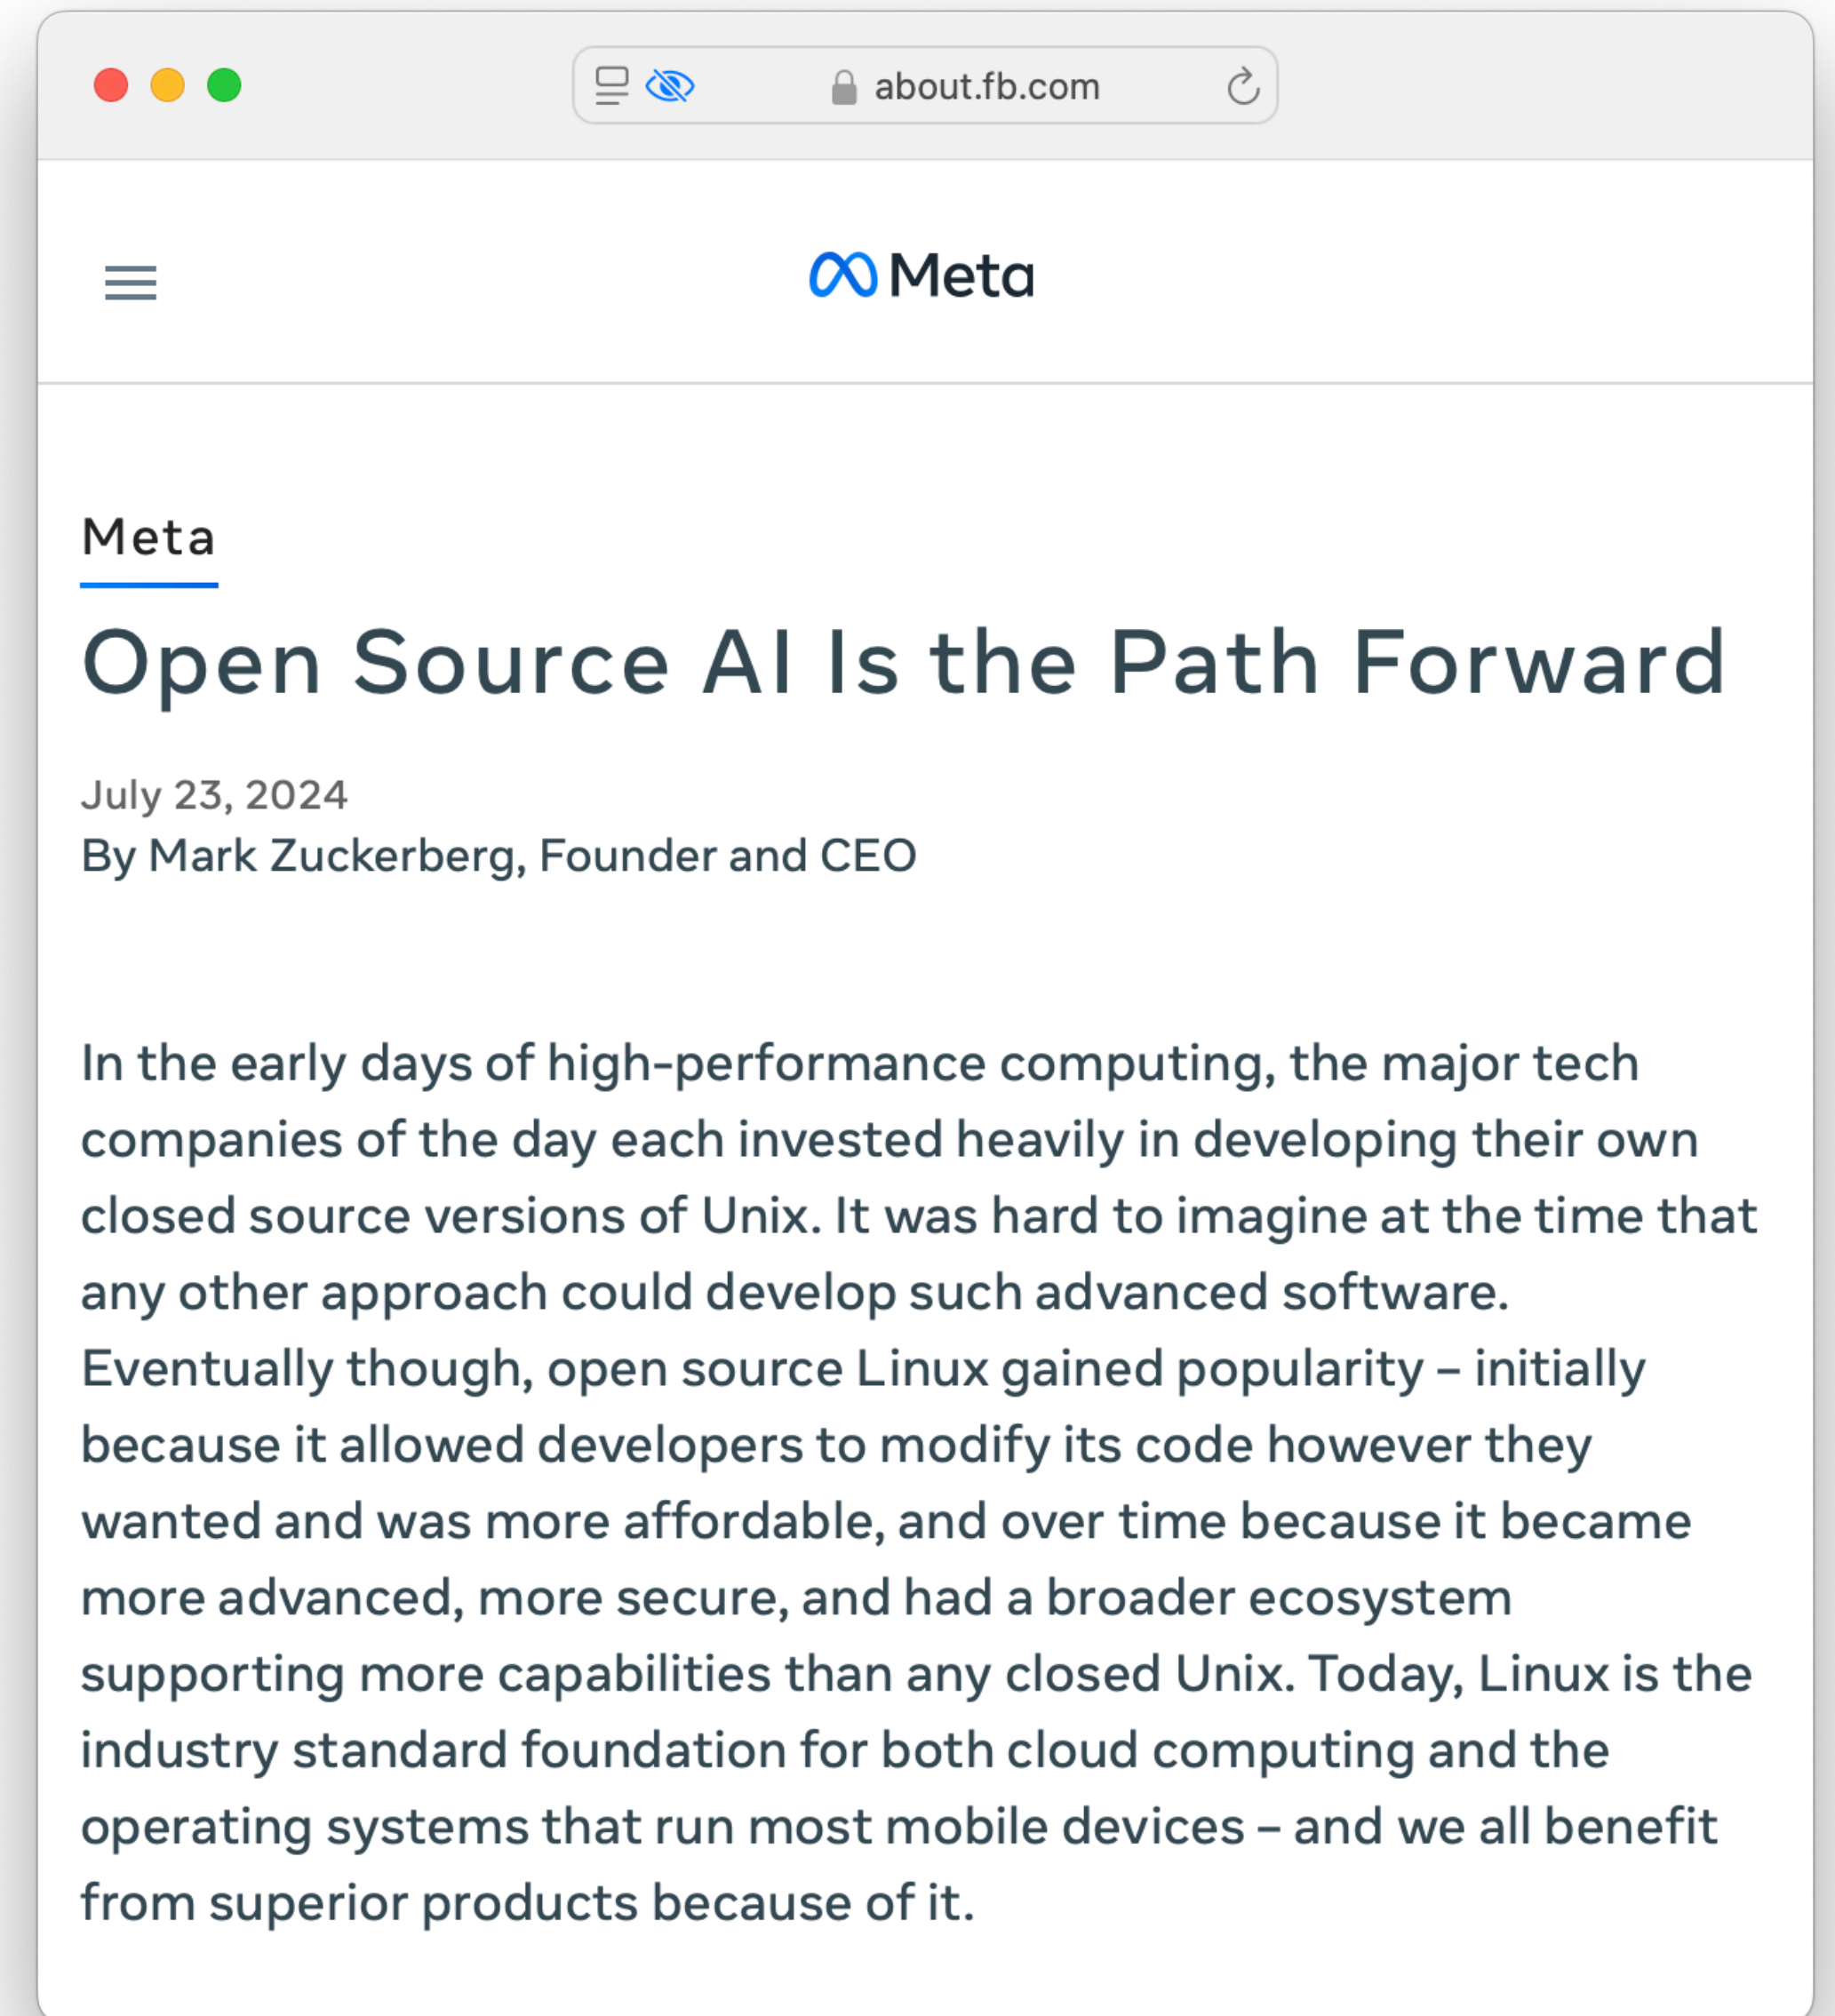 about.fb.com
Meta
Meta
Open Source AI Is the Path Forward
July 23, 2024
By Mark Zuckerberg, Founder and CEO
In the early days of high-performance computing, the major tech
companies of the day each invested heavily in developing their own
closed source versions of Unix. It was hard to imagine at the time that
any other approach could develop such advanced software.
Eventually though, open source Linux gained popularity – initially
because it allowed developers to modify its code however they
wanted and was more affordable, and over time because it became
more advanced, more secure, and had a broader ecosystem
supporting more capabilities than any closed Unix. Today, Linux is the
industry standard foundation for both cloud computing and the
operating systems that run most mobile devices – and we all benefit
from superior products because of it.